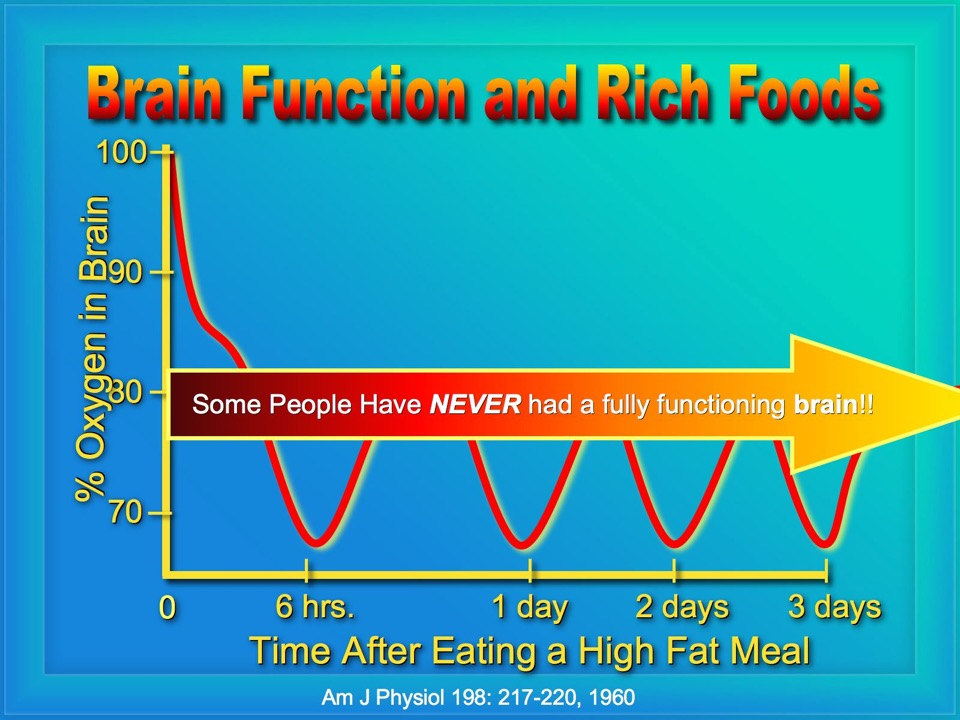 Brain Function and Rich Foods
100
90
80
70
% Oxygen in Brain
Some People Have NEVER had a fully functioning brain!!
0 6 hrs. 1 day 2 days 3 days
Time After Eating a High Fat Meal
Am J Physiol 198: 217-220, 1960